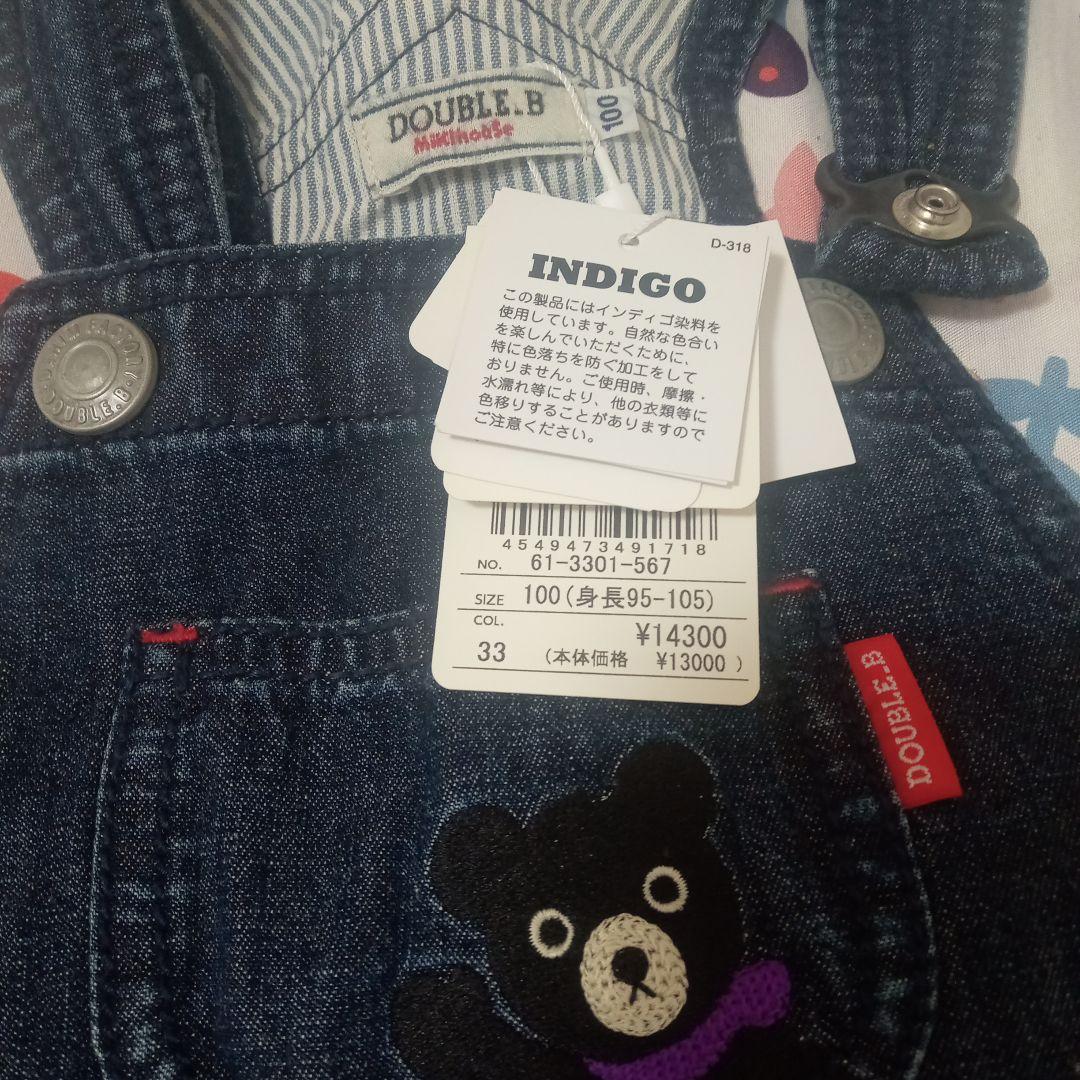 DOUBLE.B
MIKIHOUSE
100
D-318
INDIGO
この製品にはインディゴ染料を
使用しています。自然な色合い
を楽しんでいただくために、
特に色落ちを防ぐ加工をして
おりません。ご使用時、摩擦・
水濡れ等により、他の衣類等に
色移りすることがありますので
ご注意ください。
4549473491718
NO. 61-3301-567
SIZE 100(身長95-105)
COL. 33
¥14300
(本体価格 ¥13000 )
DOUBLE.B
DOUBLE.B
FACTORY